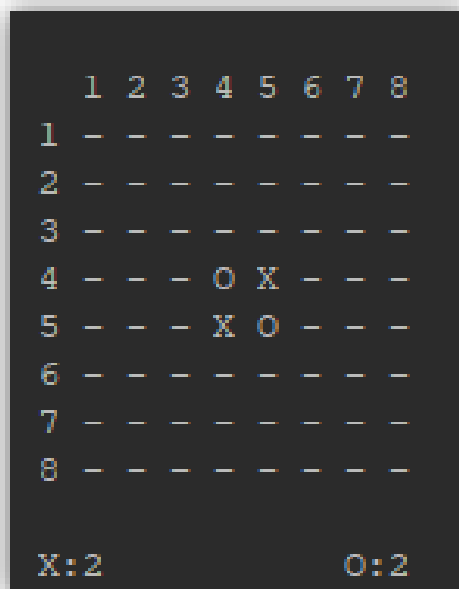 1 2 3 4 5 6 7 8
1 - - - - - - - -
2 - - - - - - - -
3 - - - - - - - -
4 - - - O X - - -
5 - - - X O - - -
6 - - - - - - - -
7 - - - - - - - -
8 - - - - - - - -
X:2 O:2